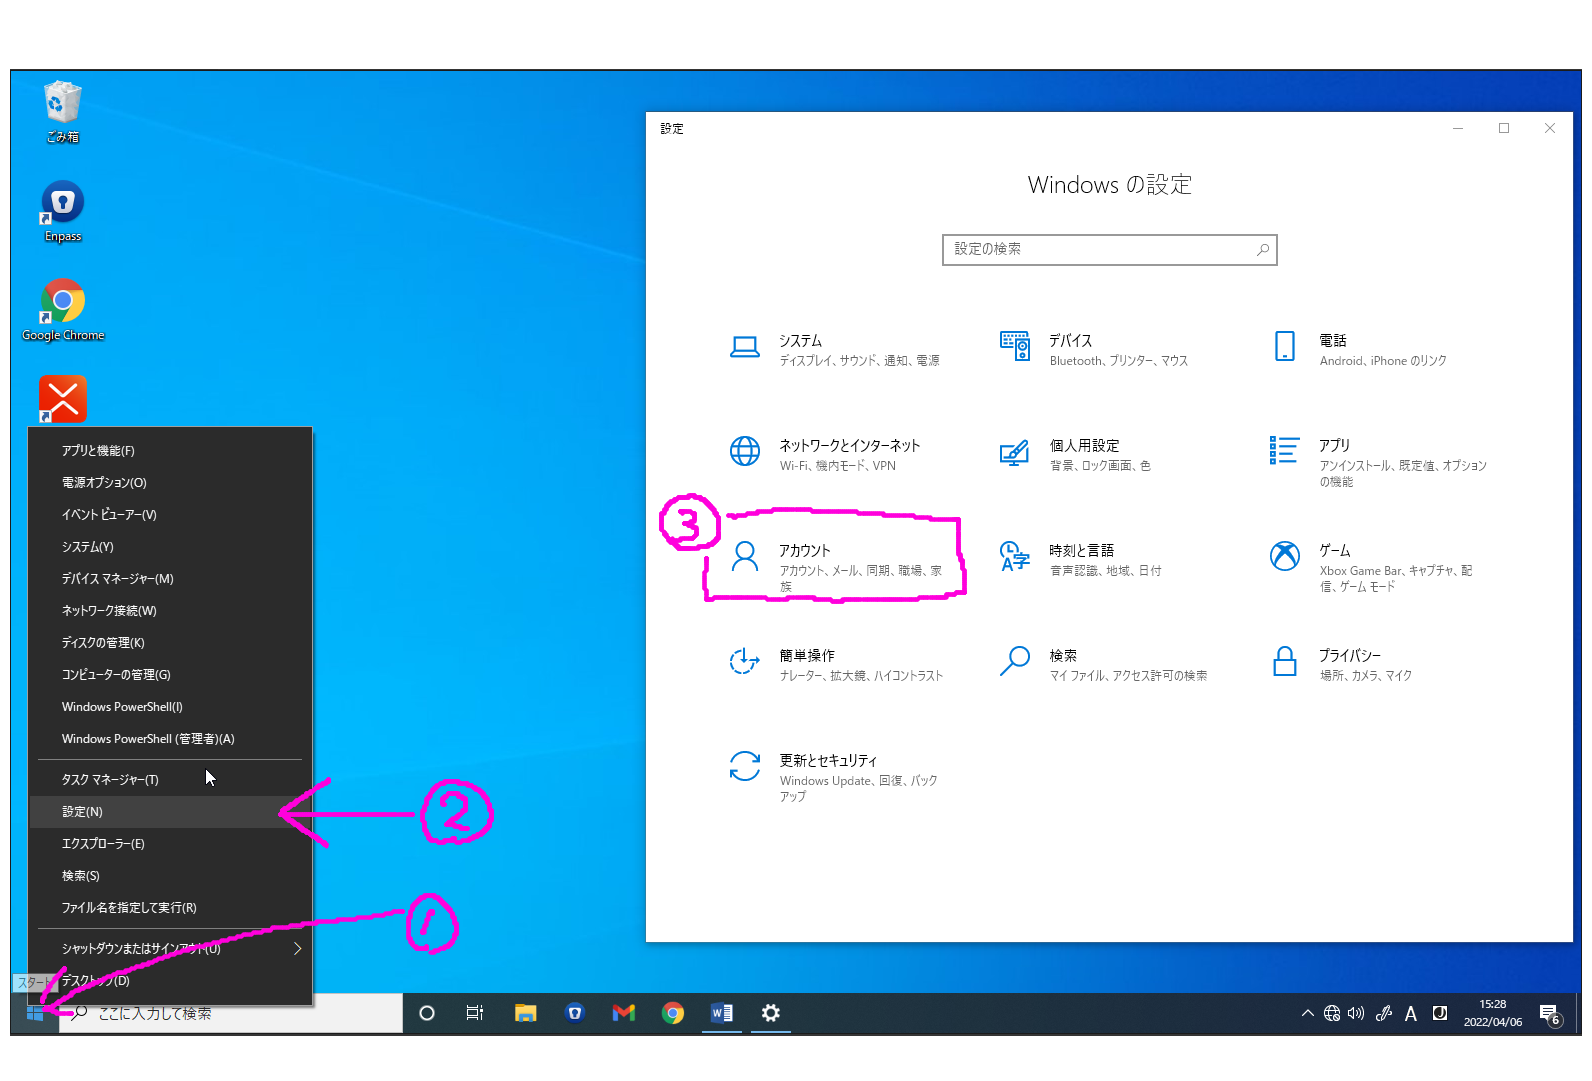 ごみ箱
Enpass
Google Chrome
アプリと機能(F)
電源オプション(O)
イベント ビューアー(V)
システム(Y)
デバイス マネージャー(M)
ネットワーク接続(W)
ディスクの管理(K)
コンピューターの管理(G)
Windows PowerShell(I)
Windows PowerShell (管理者)(A)
タスク マネージャー(T)
設定(N)
②
エクスプローラー(E)
検索(S)
ファイル名を指定して実行(R)
①
シャットダウンまたはサインアウト(U)
デスクトップ(D)
スタート
ここに入力して検索
設定
Windows の設定
設定の検索
システム
ディスプレイ、サウンド、通知、電源
デバイス
Bluetooth、プリンター、マウス
電話
Android、iPhone のリンク
ネットワークとインターネット
Wi-Fi、機内モード、VPN
個人用設定
背景、ロック画面、色
アプリ
アンインストール、既定値、オプション
の機能
③
アカウント
アカウント、メール、同期、職場、家
族
時刻と言語
音声認識、地域、日付
ゲーム
Xbox Game Bar、キャプチャ、配
信、ゲーム モード
簡単操作
ナレーター、拡大鏡、ハイコントラスト
検索
マイ ファイル、アクセス許可の検索
プライバシー
場所、カメラ、マイク
更新とセキュリティ
Windows Update、回復、バック
アップ
A
15:28
2022/04/06
6